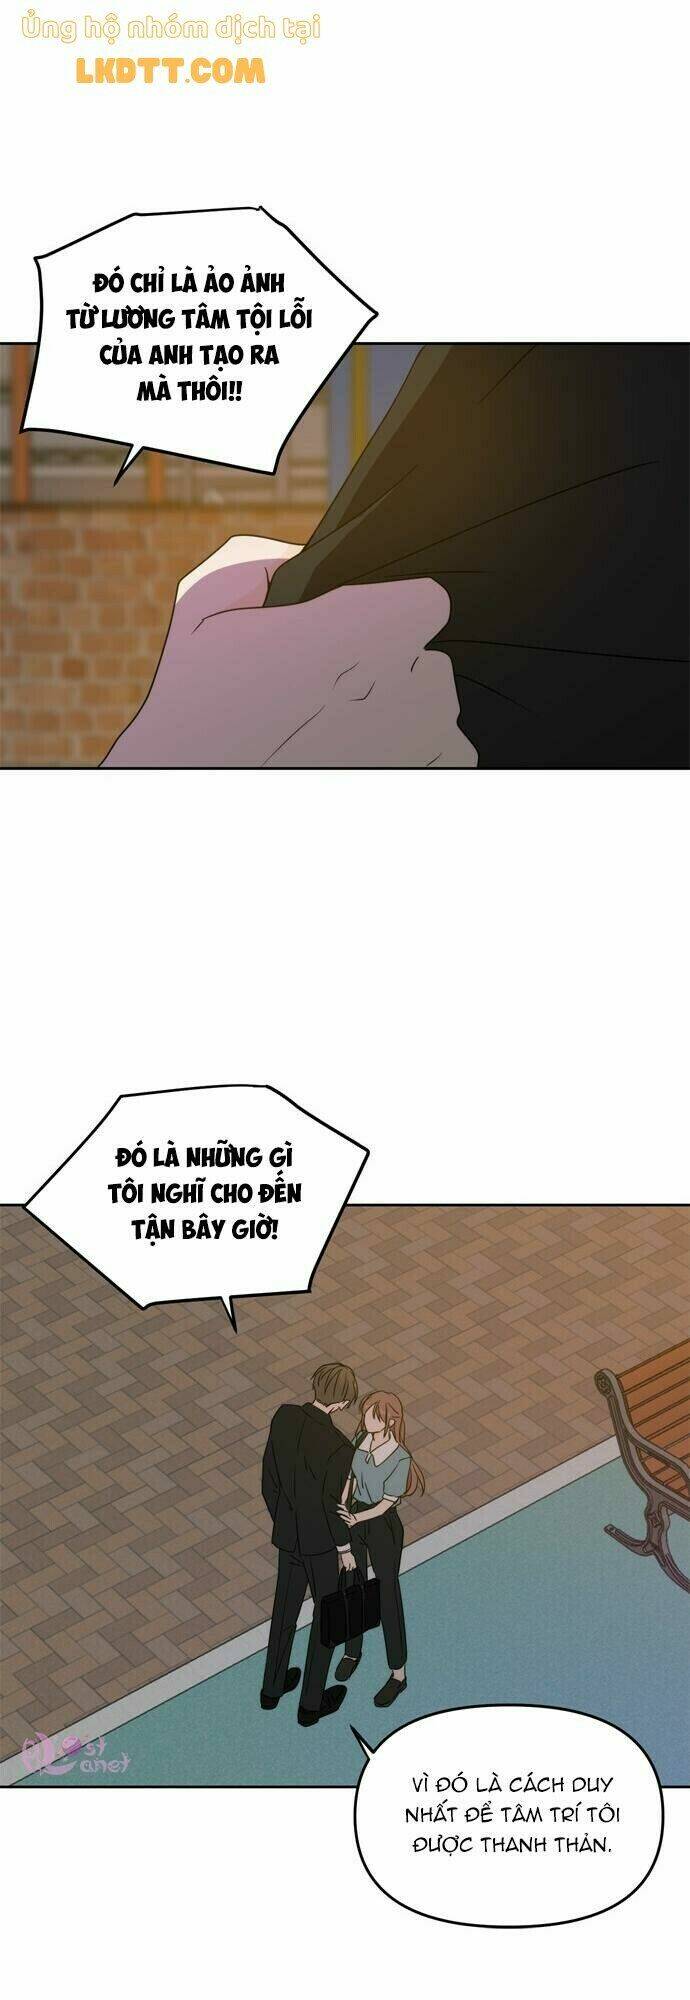 Ủng hộ nhóm dịch tại
LKDTT.COM
ĐÓ CHỈ LÀ ẢO ẢNH
TỪ LƯƠNG TÂM TỘI LỖI
CỦA ANH TẠO RA
MÀ THÔI!!
ĐÓ LÀ NHỮNG GÌ
TÔI NGHĨ CHO ĐẾN
TẬN BÂY GIỜ!
Lost
Planet
VÌ ĐÓ LÀ CÁCH DUY
NHẤT ĐỂ TÂM TRÍ TÔI
ĐƯỢC THANH THẢN.